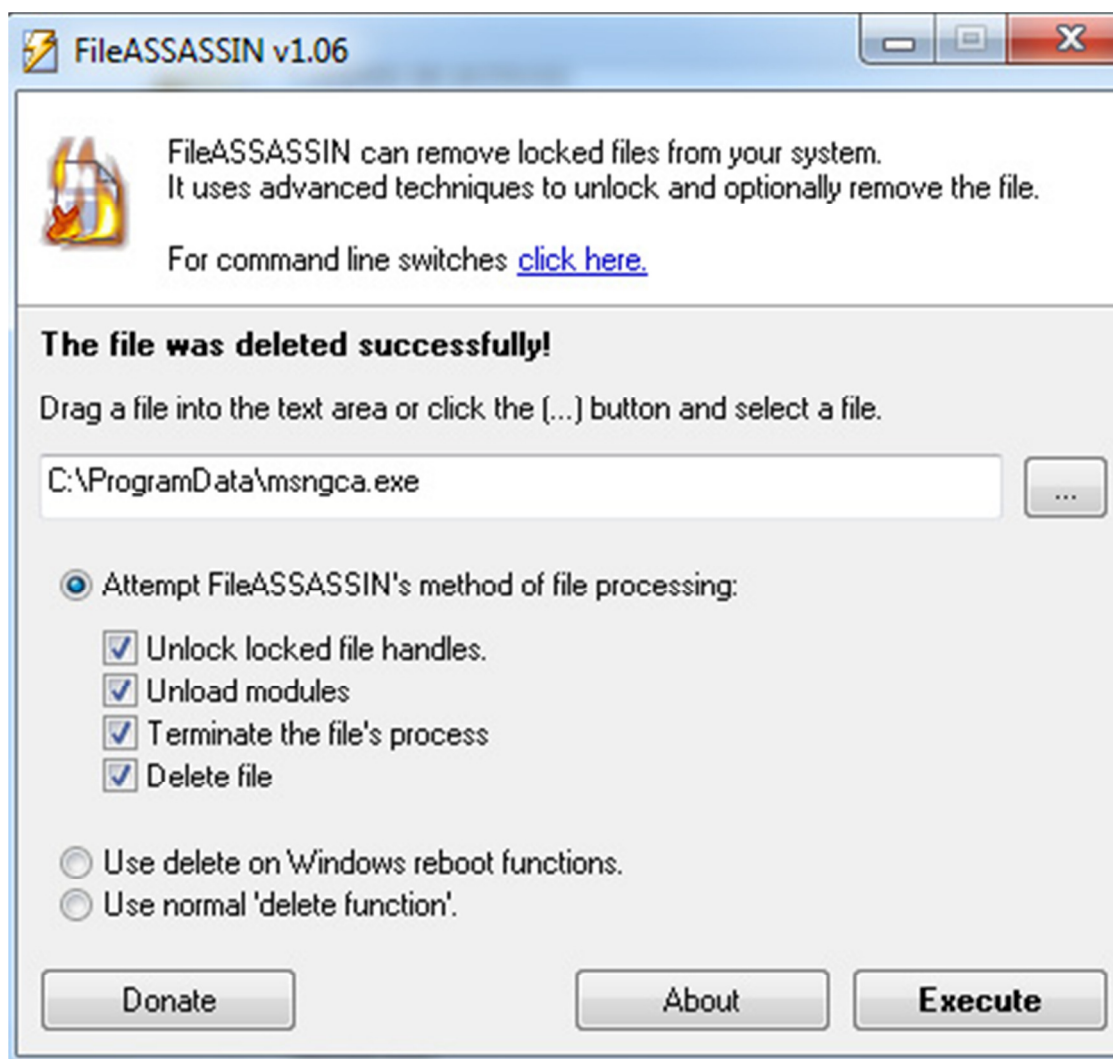 FileASSASSIN v1.06
FileASSASSIN can remove locked files from your system.
It uses advanced techniques to unlock and optionally remove the file.
For command line switches click here.
The file was deleted successfully!
Drag a file into the text area or click the (...) button and select a file.
C:\ProgramData\msngca.exe
...
Attempt FileASSASSIN's method of file processing:
Unlock locked file handles.
Unload modules
Terminate the file's process
Delete file
Use delete on Windows reboot functions.
Use normal 'delete function'.
Donate About Execute